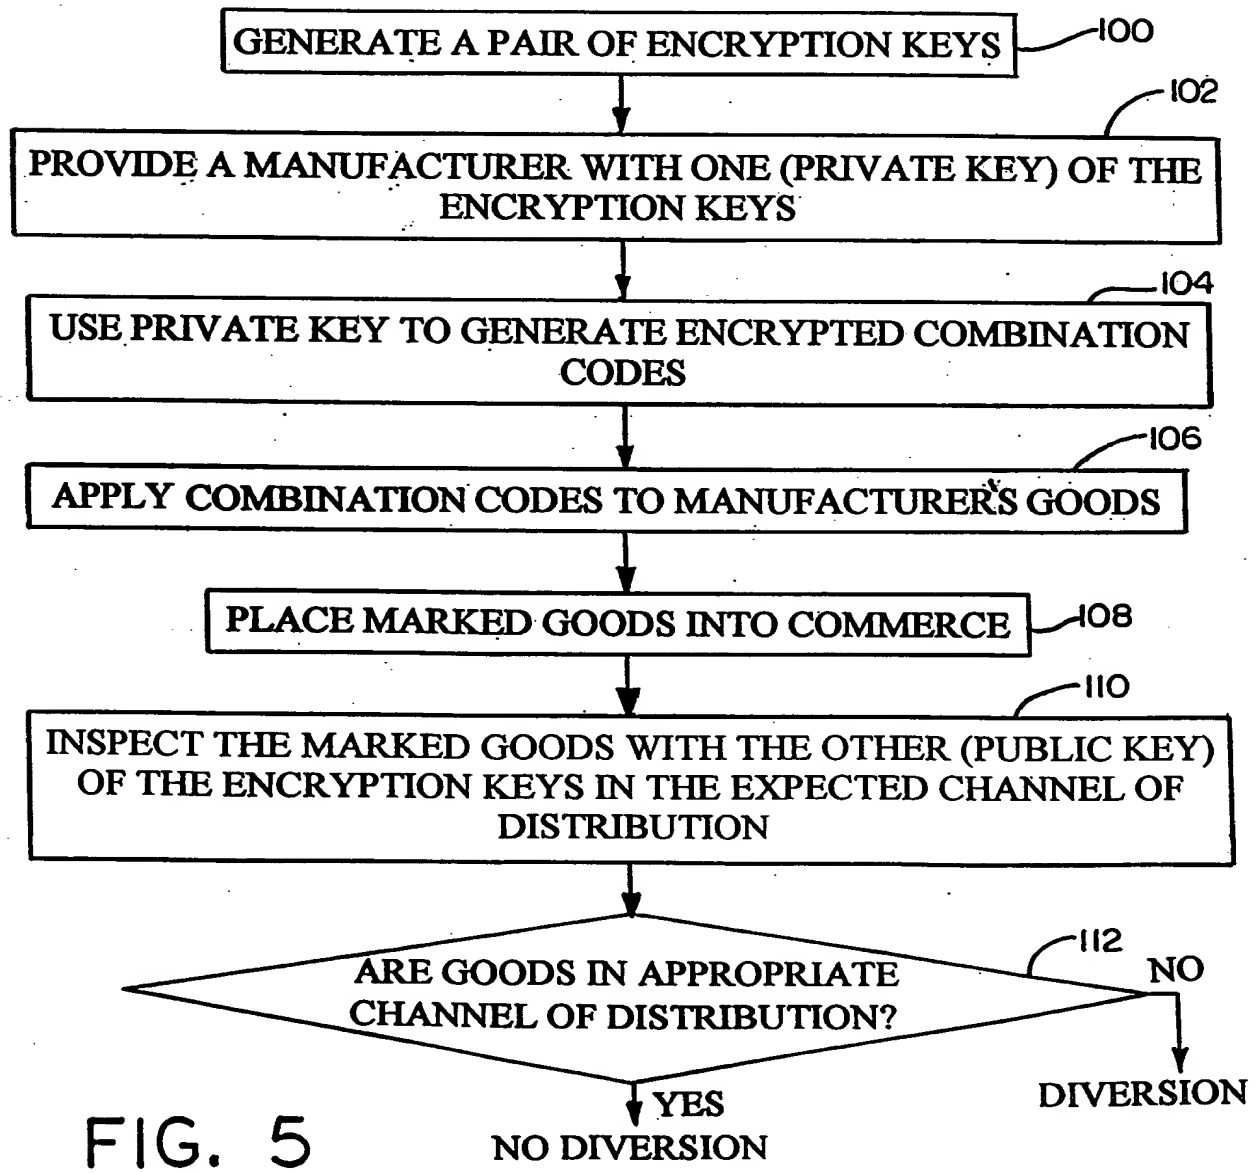 GENERATE A PAIR OF ENCRYPTION KEYS
100
102
PROVIDE A MANUFACTURER WITH ONE (PRIVATE KEY) OF THE
ENCRYPTION KEYS
104
USE PRIVATE KEY TO GENERATE ENCRYPTED COMBINATION
CODES
106
APPLY COMBINATION CODES TO MANUFACTURER'S GOODS
PLACE MARKED GOODS INTO COMMERCE
108
110
INSPECT THE MARKED GOODS WITH THE OTHER (PUBLIC KEY)
OF THE ENCRYPTION KEYS IN THE EXPECTED CHANNEL OF
DISTRIBUTION
112
ARE GOODS IN APPROPRIATE
CHANNEL OF DISTRIBUTION?
NO
DIVERSION
YES
NO DIVERSION
FIG. 5